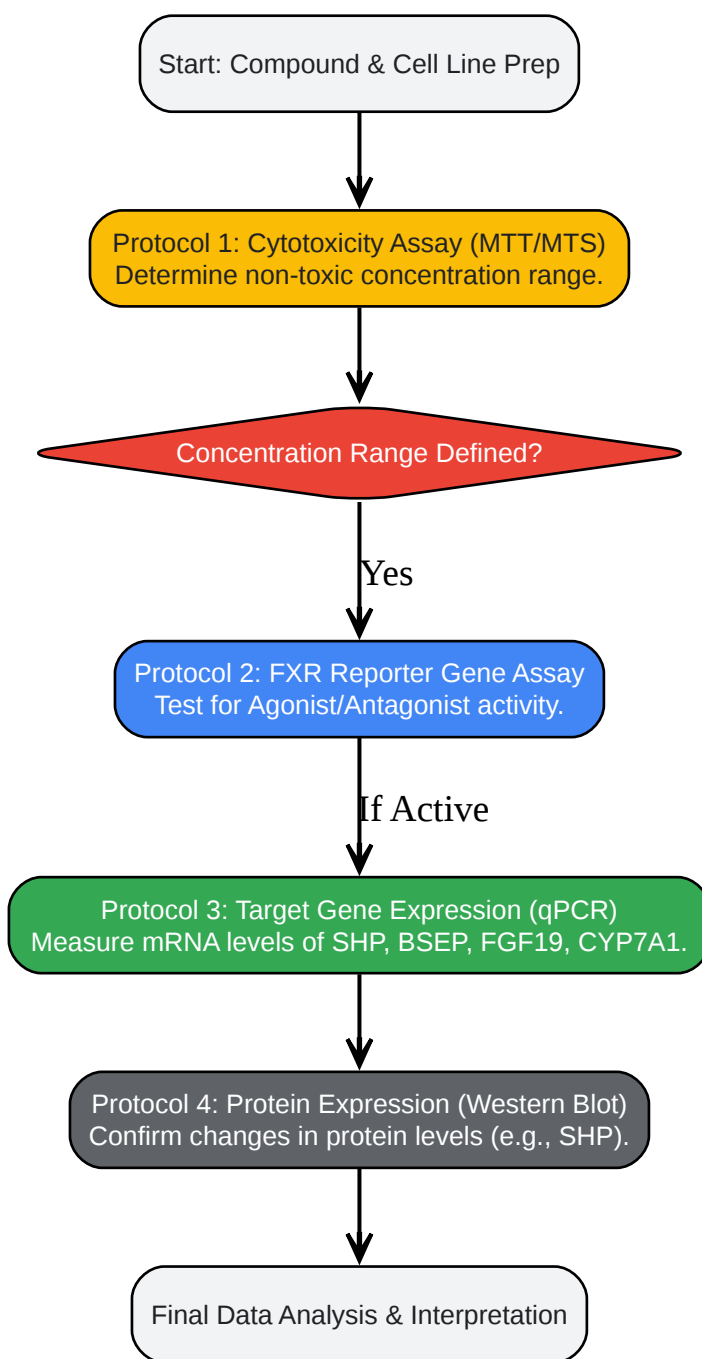 Start: Compound & Cell Line Prep
Protocol 1: Cytotoxicity Assay (MTT/MTS)
Determine non-toxic concentration range.
Concentration Range Defined?
Yes
Protocol 2: FXR Reporter Gene Assay
Test for Agonist/Antagonist activity.
If Active
Protocol 3: Target Gene Expression (qPCR)
Measure mRNA levels of SHP, BSEP, FGF19, CYP7A1.
Protocol 4: Protein Expression (Western Blot)
Confirm changes in protein levels (e.g., SHP).
Final Data Analysis & Interpretation